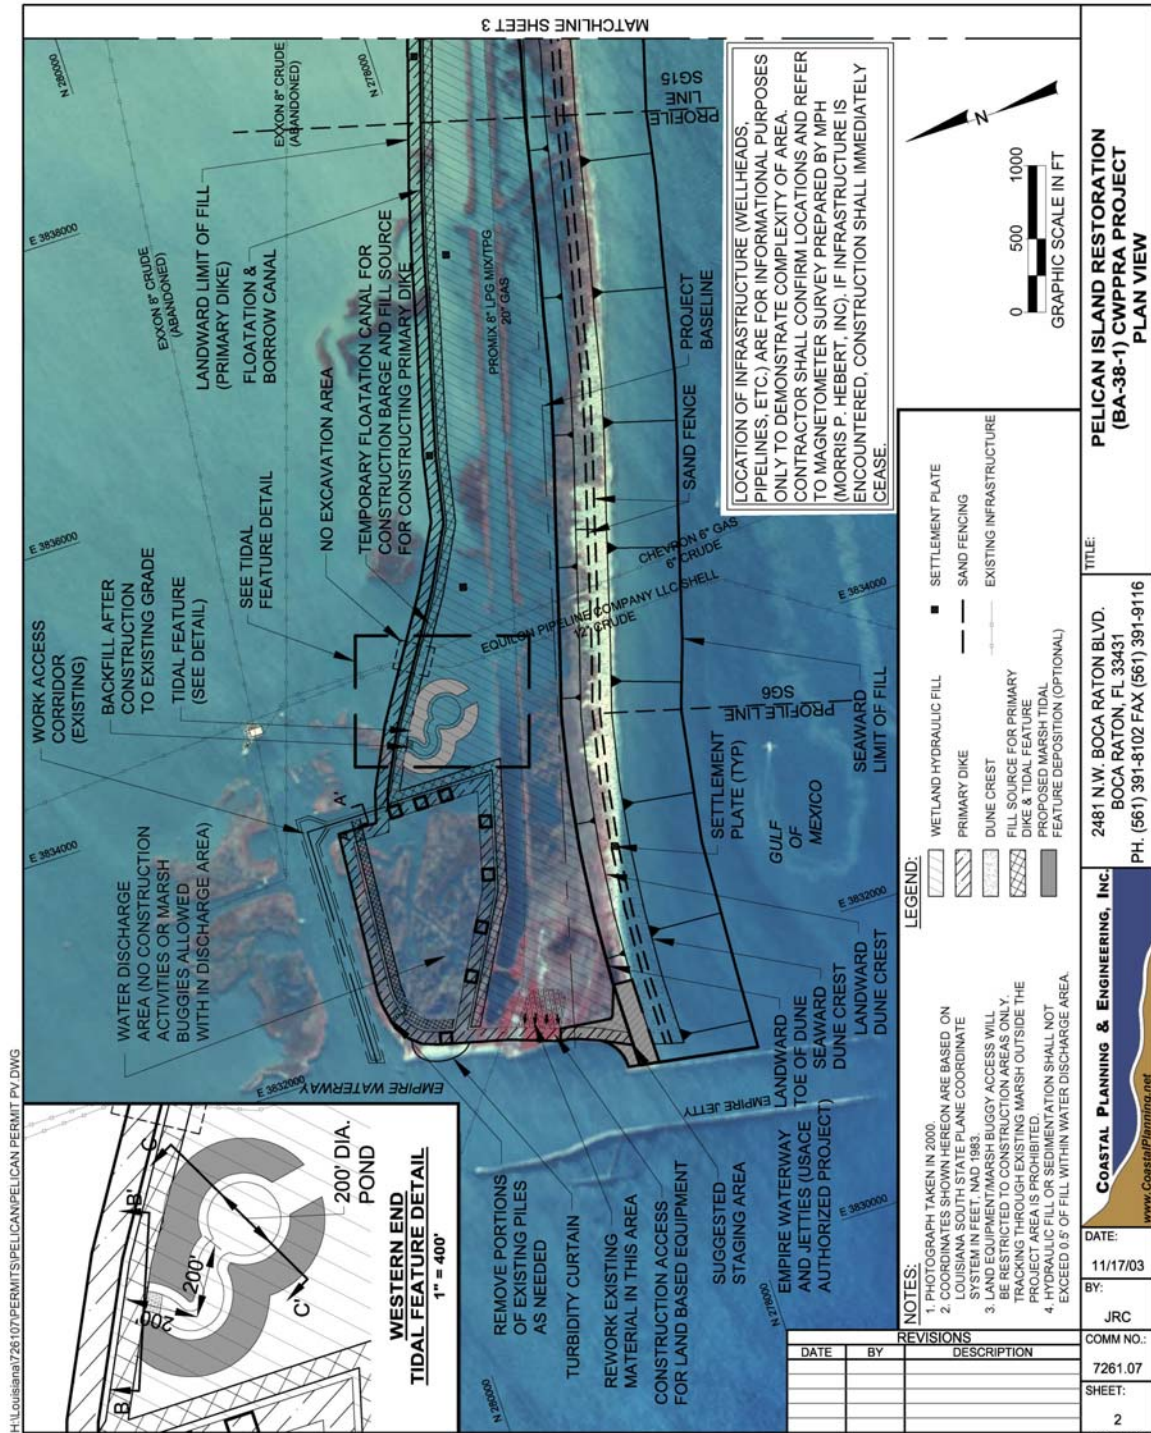 H:\Louisiana\726107\PERMITS\PELICAN\PELICAN PERMIT PV.DWG
MATCHLINE SHEET 3
N 280000
N 278000
E 3838000
E 3836000
E 3834000
E 3832000
EXXON 8" CRUDE
(ABANDONED)
EXXON 8" CRUDE
(ABANDONED)
LANDWARD LIMIT OF FILL
(PRIMARY DIKE)
FLOATATION &
BORROW CANAL
TEMPORARY FLOATATION CANAL FOR
CONSTRUCTION BARGE AND FILL SOURCE
FOR CONSTRUCTING PRIMARY DIKE
NO EXCAVATION AREA
SEE TIDAL
FEATURE DETAIL
TIDAL FEATURE
(SEE DETAIL)
BACKFILL AFTER
CONSTRUCTION
TO EXISTING GRADE
WORK ACCESS
CORRIDOR
(EXISTING)
WATER DISCHARGE
AREA (NO CONSTRUCTION
ACTIVITIES OR MARSH
BUGGIES ALLOWED
WITH IN DISCHARGE AREA)
A'
EMPIRE WATERWAY
PROMIX 8" LPG MIX/TPG
20" GAS
PROFILE
LINE
SG15
PROJECT
BASELINE
SAND FENCE
CHEVRON 6" GAS
6" CRUDE
EQUILON PIPELINE COMPANY LLC SHELL
12" CRUDE
E 3834000
PROFILE LINE
SG6
SEAWARD
LIMIT OF FILL
SETTLEMENT
PLATE (TYP)
GULF
OF
MEXICO
E 3832000
LANDWARD
DUNE CREST
SEAWARD
DUNE CREST
LANDWARD
TOE OF DUNE
EMPIRE JETTY
EMPIRE WATERWAY
AND JETTIES (USACE
AUTHORIZED PROJECT)
SUGGESTED
STAGING AREA
CONSTRUCTION ACCESS
FOR LAND BASED EQUIPMENT
REWORK EXISTING
MATERIAL IN THIS AREA
TURBIDITY CURTAIN
REMOVE PORTIONS
OF EXISTING PILES
AS NEEDED
E 3830000
N 280000
N 278000
LOCATION OF INFRASTRUCTURE (WELLHEADS,
PIPELINES, ETC.) ARE FOR INFORMATIONAL PURPOSES
ONLY TO DEMONSTRATE COMPLEXITY OF AREA.
CONTRACTOR SHALL CONFIRM LOCATIONS AND REFER
TO MAGNETOMETER SURVEY PREPARED BY MPH
(MORRIS P. HEBERT, INC). IF INFRASTRUCTURE IS
ENCOUNTERED, CONSTRUCTION SHALL IMMEDIATELY
CEASE.
N
0 500 1000
GRAPHIC SCALE IN FT
B
B'
C
C'
200'
200'
200' DIA.
POND
WESTERN END
TIDAL FEATURE DETAIL
1" = 400'
LEGEND:
WETLAND HYDRAULIC FILL
PRIMARY DIKE
DUNE CREST
FILL SOURCE FOR PRIMARY
DIKE & TIDAL FEATURE
PROPOSED MARSH TIDAL
FEATURE DEPOSITION (OPTIONAL)
SETTLEMENT PLATE
SAND FENCING
EXISTING INFRASTRUCTURE
NOTES:
1. PHOTOGRAPH TAKEN IN 2000.
2. COORDINATES SHOWN HEREON ARE BASED ON
LOUISIANA SOUTH STATE PLANE COORDINATE
SYSTEM IN FEET, NAD 1983.
3. LAND EQUIPMENT/MARSH BUGGY ACCESS WILL
BE RESTRICTED TO CONSTRUCTION AREAS ONLY.
TRACKING THROUGH EXISTING MARSH OUTSIDE THE
PROJECT AREA IS PROHIBITED.
4. HYDRAULIC FILL OR SEDIMENTATION SHALL NOT
EXCEED 0.5' OF FILL WITHIN WATER DISCHARGE AREA.
REVISIONS
DATE BY DESCRIPTION
TITLE:
PELICAN ISLAND RESTORATION
(BA-38-1) CWPPRA PROJECT
PLAN VIEW
2481 N.W. BOCA RATON BLVD.
BOCA RATON, FL 33431
PH. (561) 391-8102 FAX (561) 391-9116
COASTAL PLANNING & ENGINEERING, Inc.
www.CoastalPlanning.net
DATE:
11/17/03
BY:
JRC
COMM NO.:
7261.07
SHEET:
2